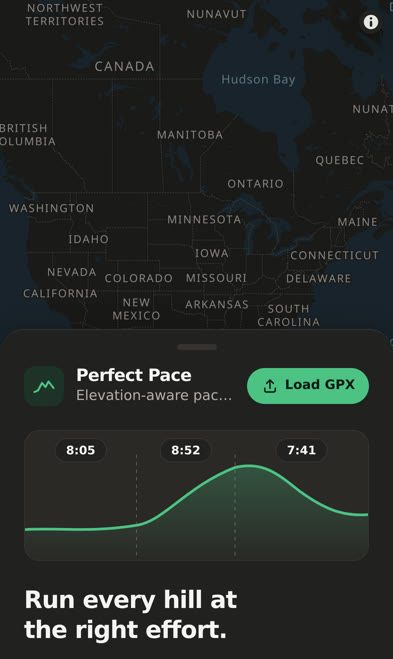 NORTHWEST
TERRITORIES
NUNAVUT
CANADA
Hudson Bay
NUNAT
BRITISH
OLUMBIA
MANITOBA
QUEBEC
ONTARIO
WASHINGTON
MINNESOTA
MAINE
IDAHO
IOWA
CONNECTICUT
NEVADA
COLORADO
MISSOURI
DELAWARE
CALIFORNIA
NEW
MEXICO
ARKANSAS
SOUTH
CAROLINA
Perfect Pace
Elevation-aware pac...
Load GPX
8:05
8:52
7:41
Run every hill at
the right effort.